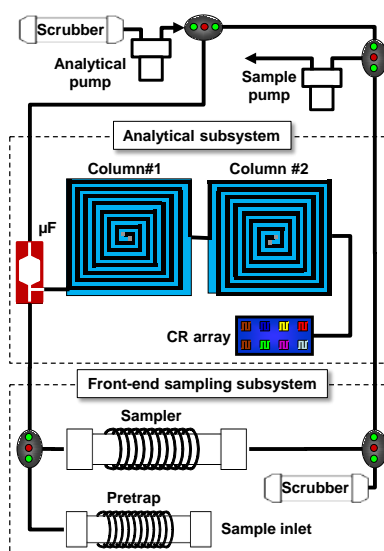 Scrubber
Analytical
pump
Sample
pump
Analytical subsystem
Column#1
Column #2
µF
CR array
Front-end sampling subsystem
Sampler
Scrubber
Pretrap
Sample inlet